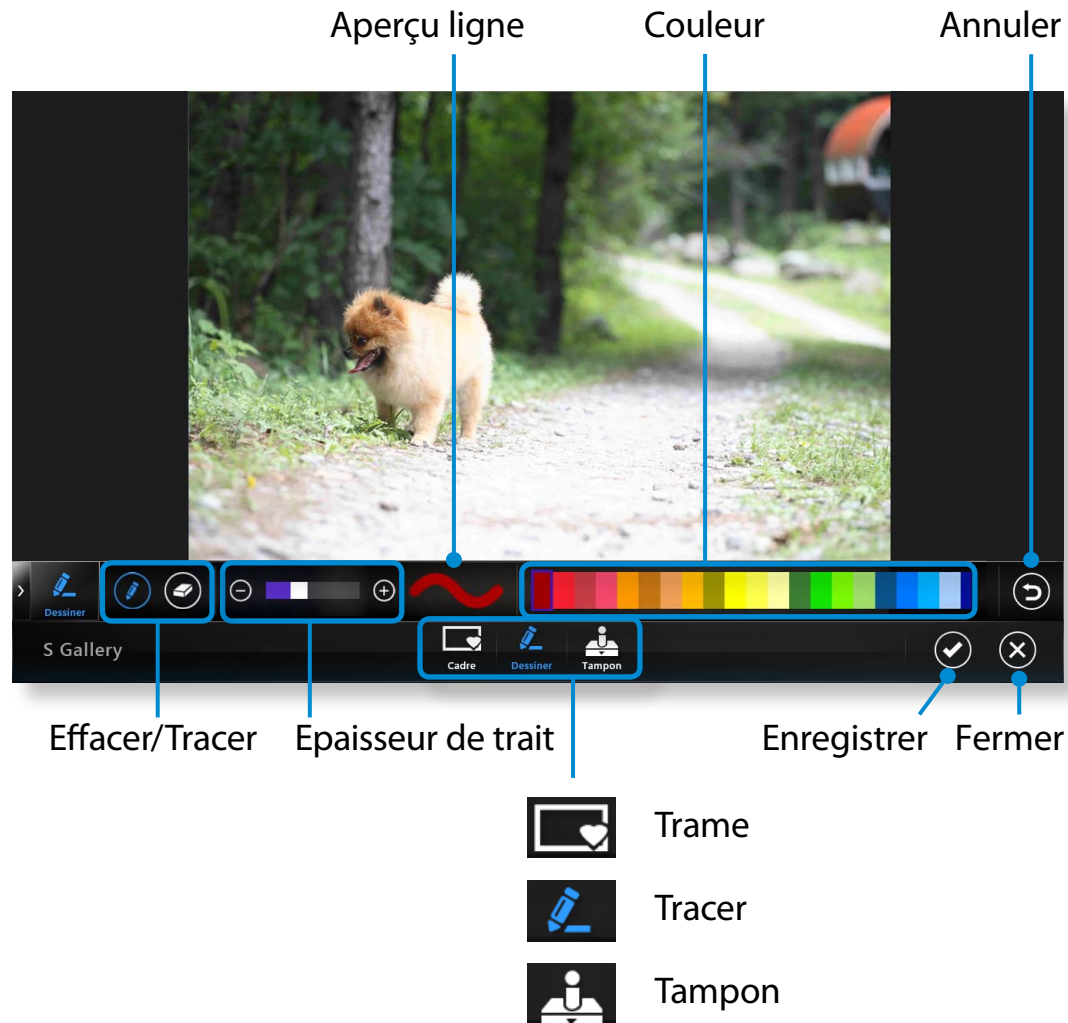 Aperçu ligne Couleur Annuler
Dessiner
S Gallery Cadre Dessiner Tampon
Effacer/Tracer Epaisseur de trait Enregistrer Fermer
Trame
Tracer
Tampon